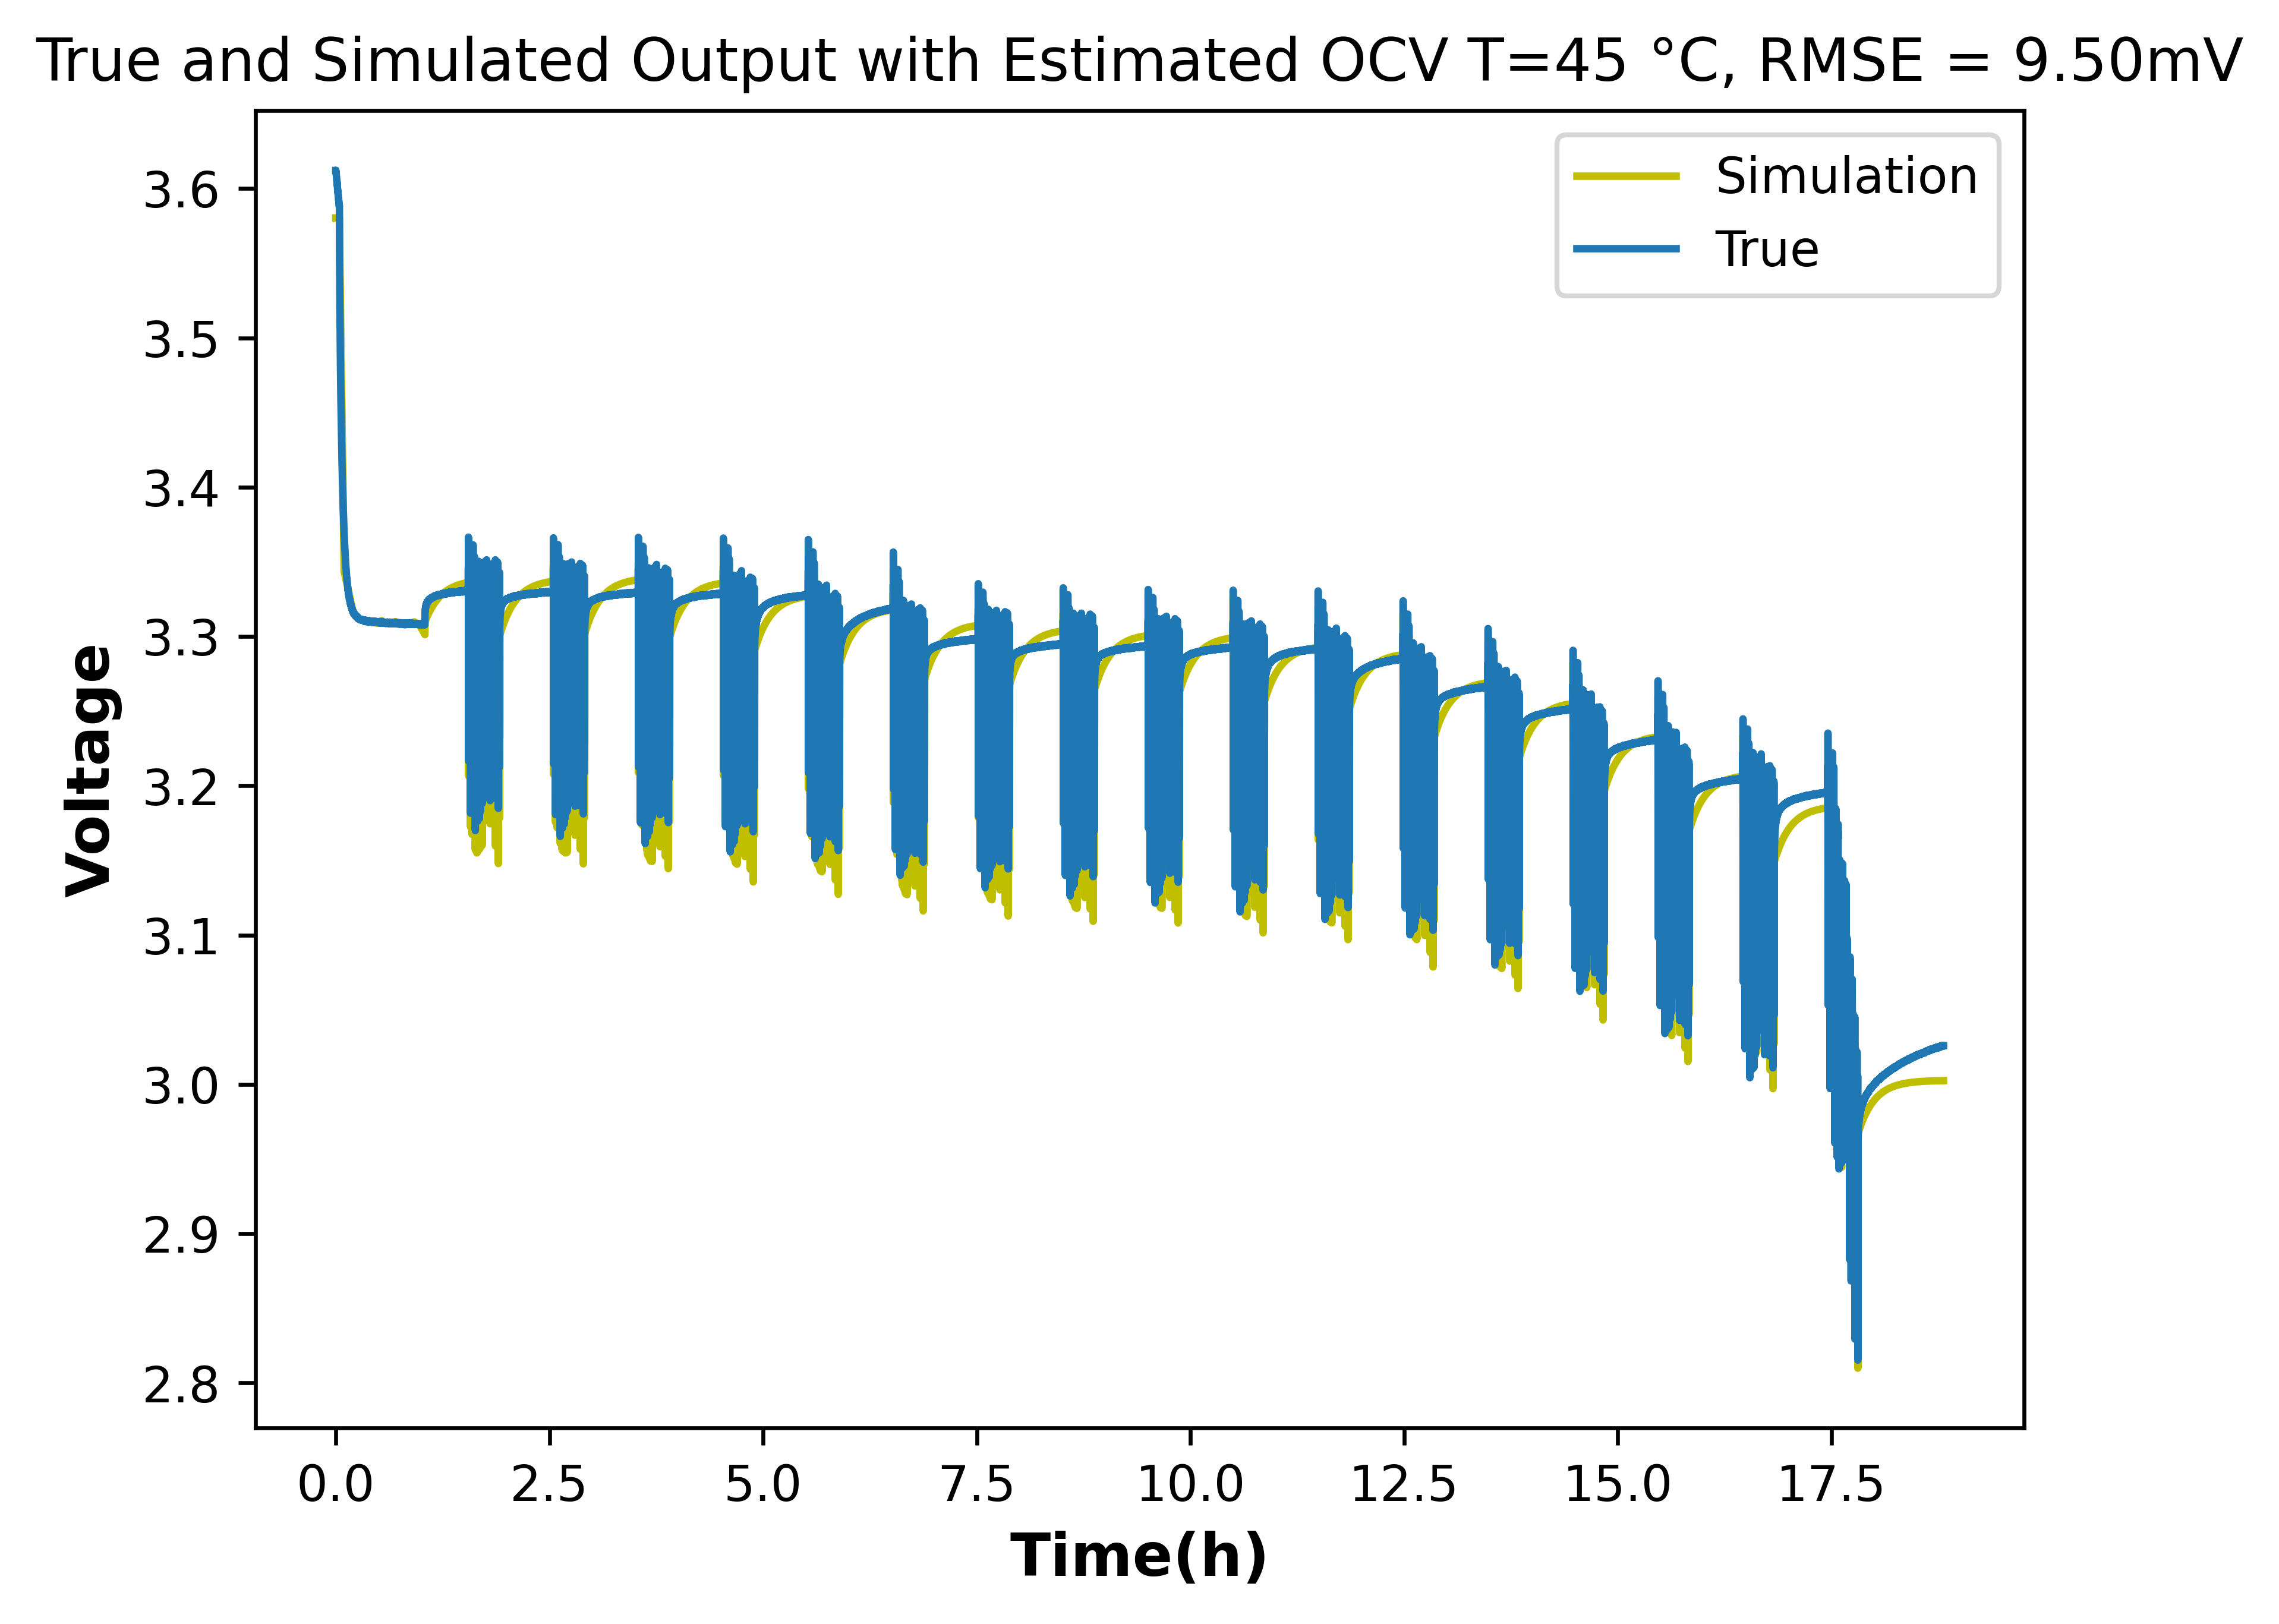 True and Simulated Output with Estimated OCV T=45 °C, RMSE = 9.50mV
Simulation
True
3.6
3.5
3.4
3.3
3.2
3.1
3.0
2.9
2.8
Voltage
0.0 2.5 5.0 7.5 10.0 12.5 15.0 17.5
Time(h)